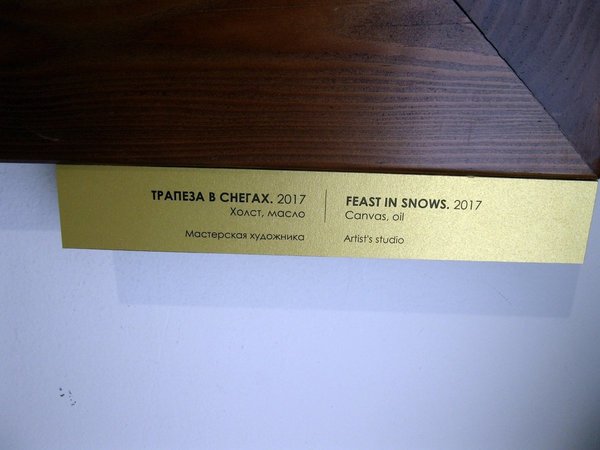 ТРАПЕЗА В СНЕГАХ. 2017
Холст, масло
Мастерская художника
FEAST IN SNOWS. 2017
Canvas, oil
Artist's studio